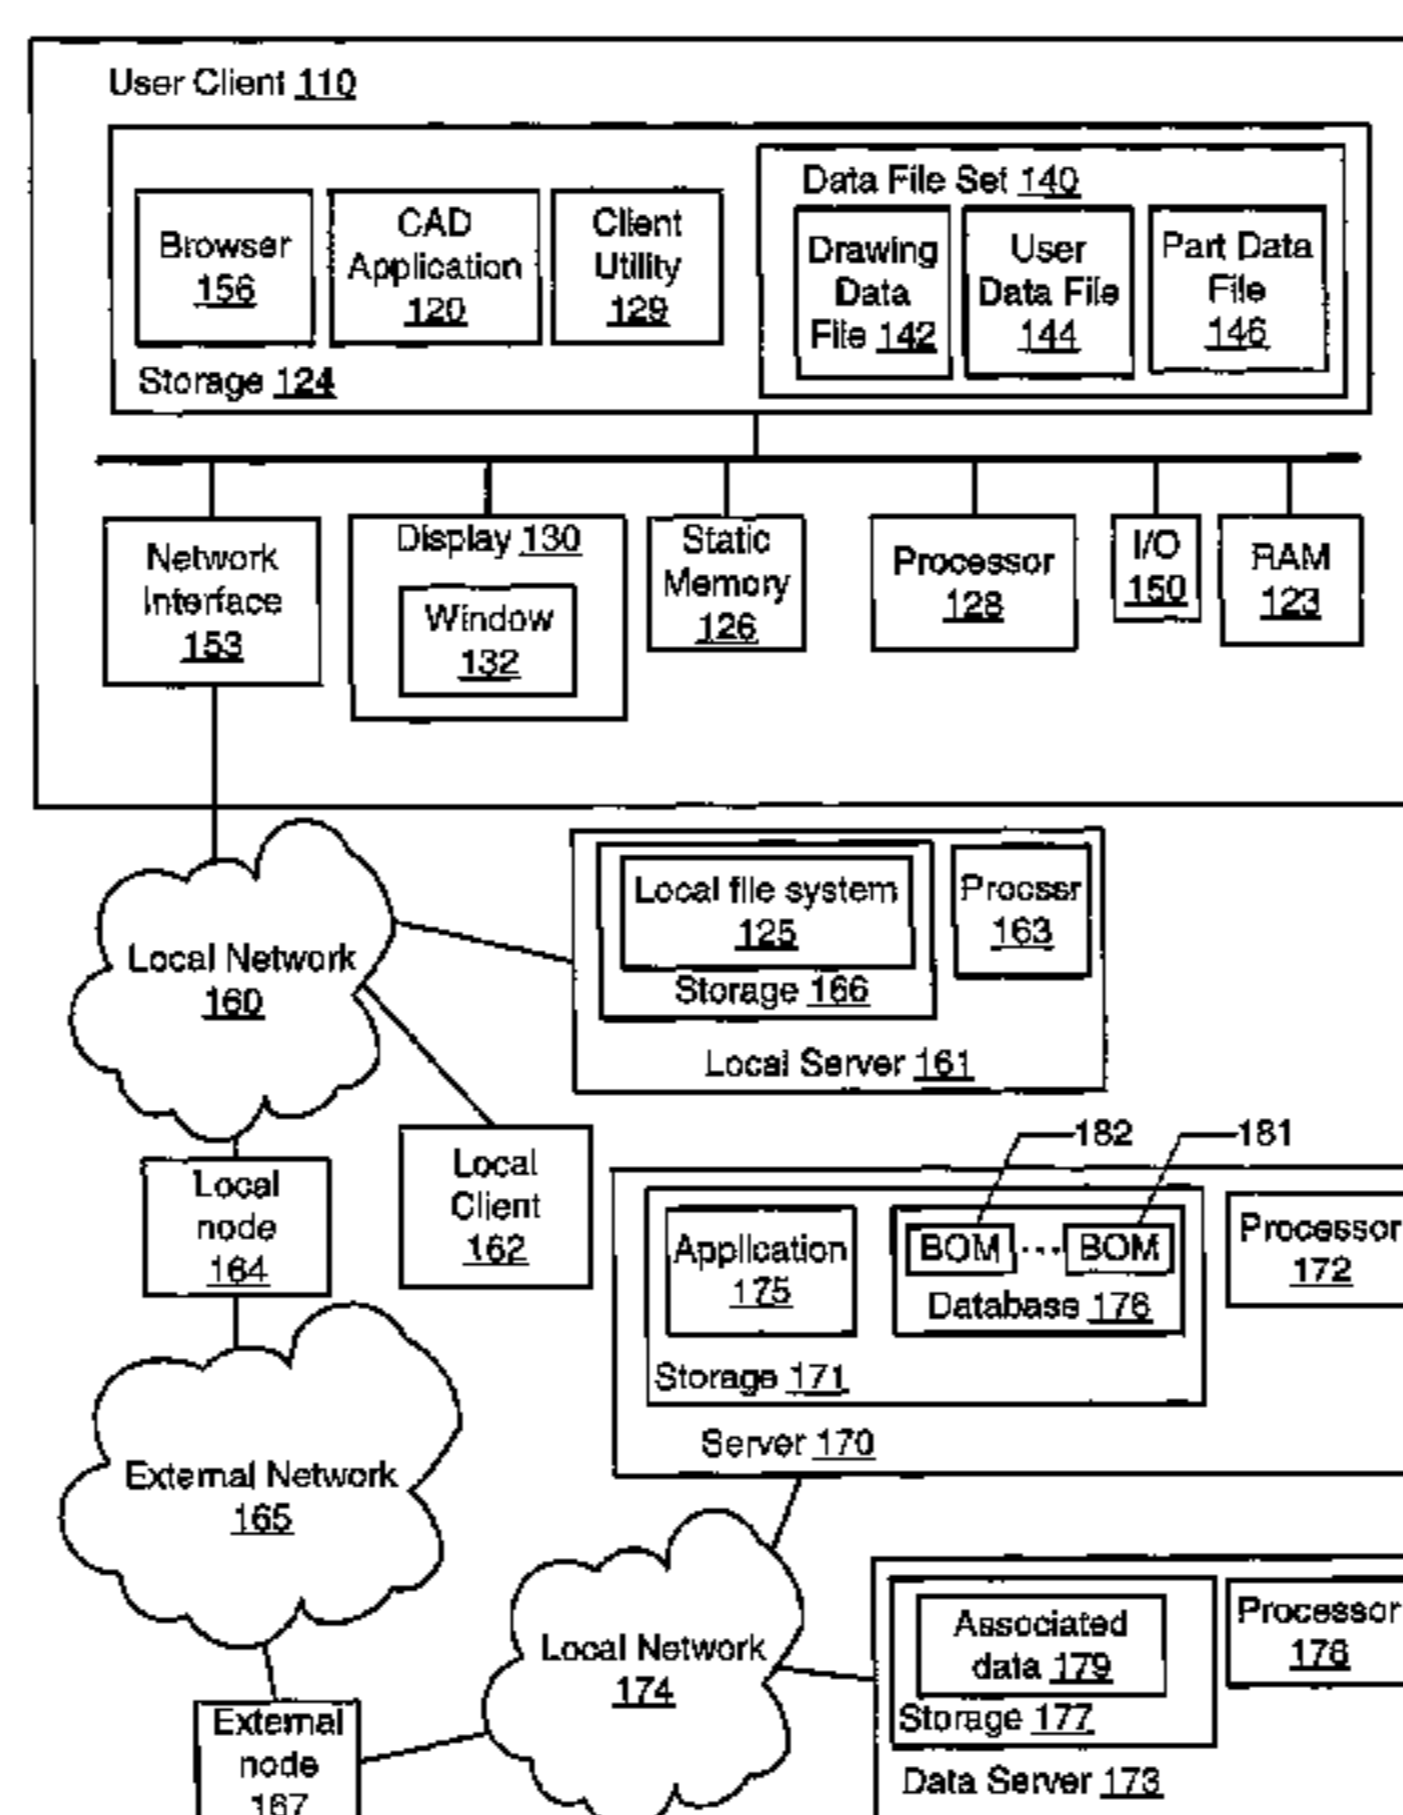 User Client 110
Browser
156
CAD
Application
120
Client
Utility
129
Storage 124
Data File Set 140
Drawing
Data
File 142
User
Data File
144
Part Data
File
146
Network
Interface
153
Display 130
Window
132
Static
Memory
126
Processor
128
I/O
150
RAM
123
Local Network
160
Local file system
125
Storage 166
Procssr
163
Local Server 161
Local
Client
162
Local
node
164
182
181
Application
175
BOM ... BOM
Database 176
Storage 171
Processor
172
Server 170
External Network
165
Local Network
174
Associated
data 179
Storage 177
Processor
178
Data Server 173
External
node
167